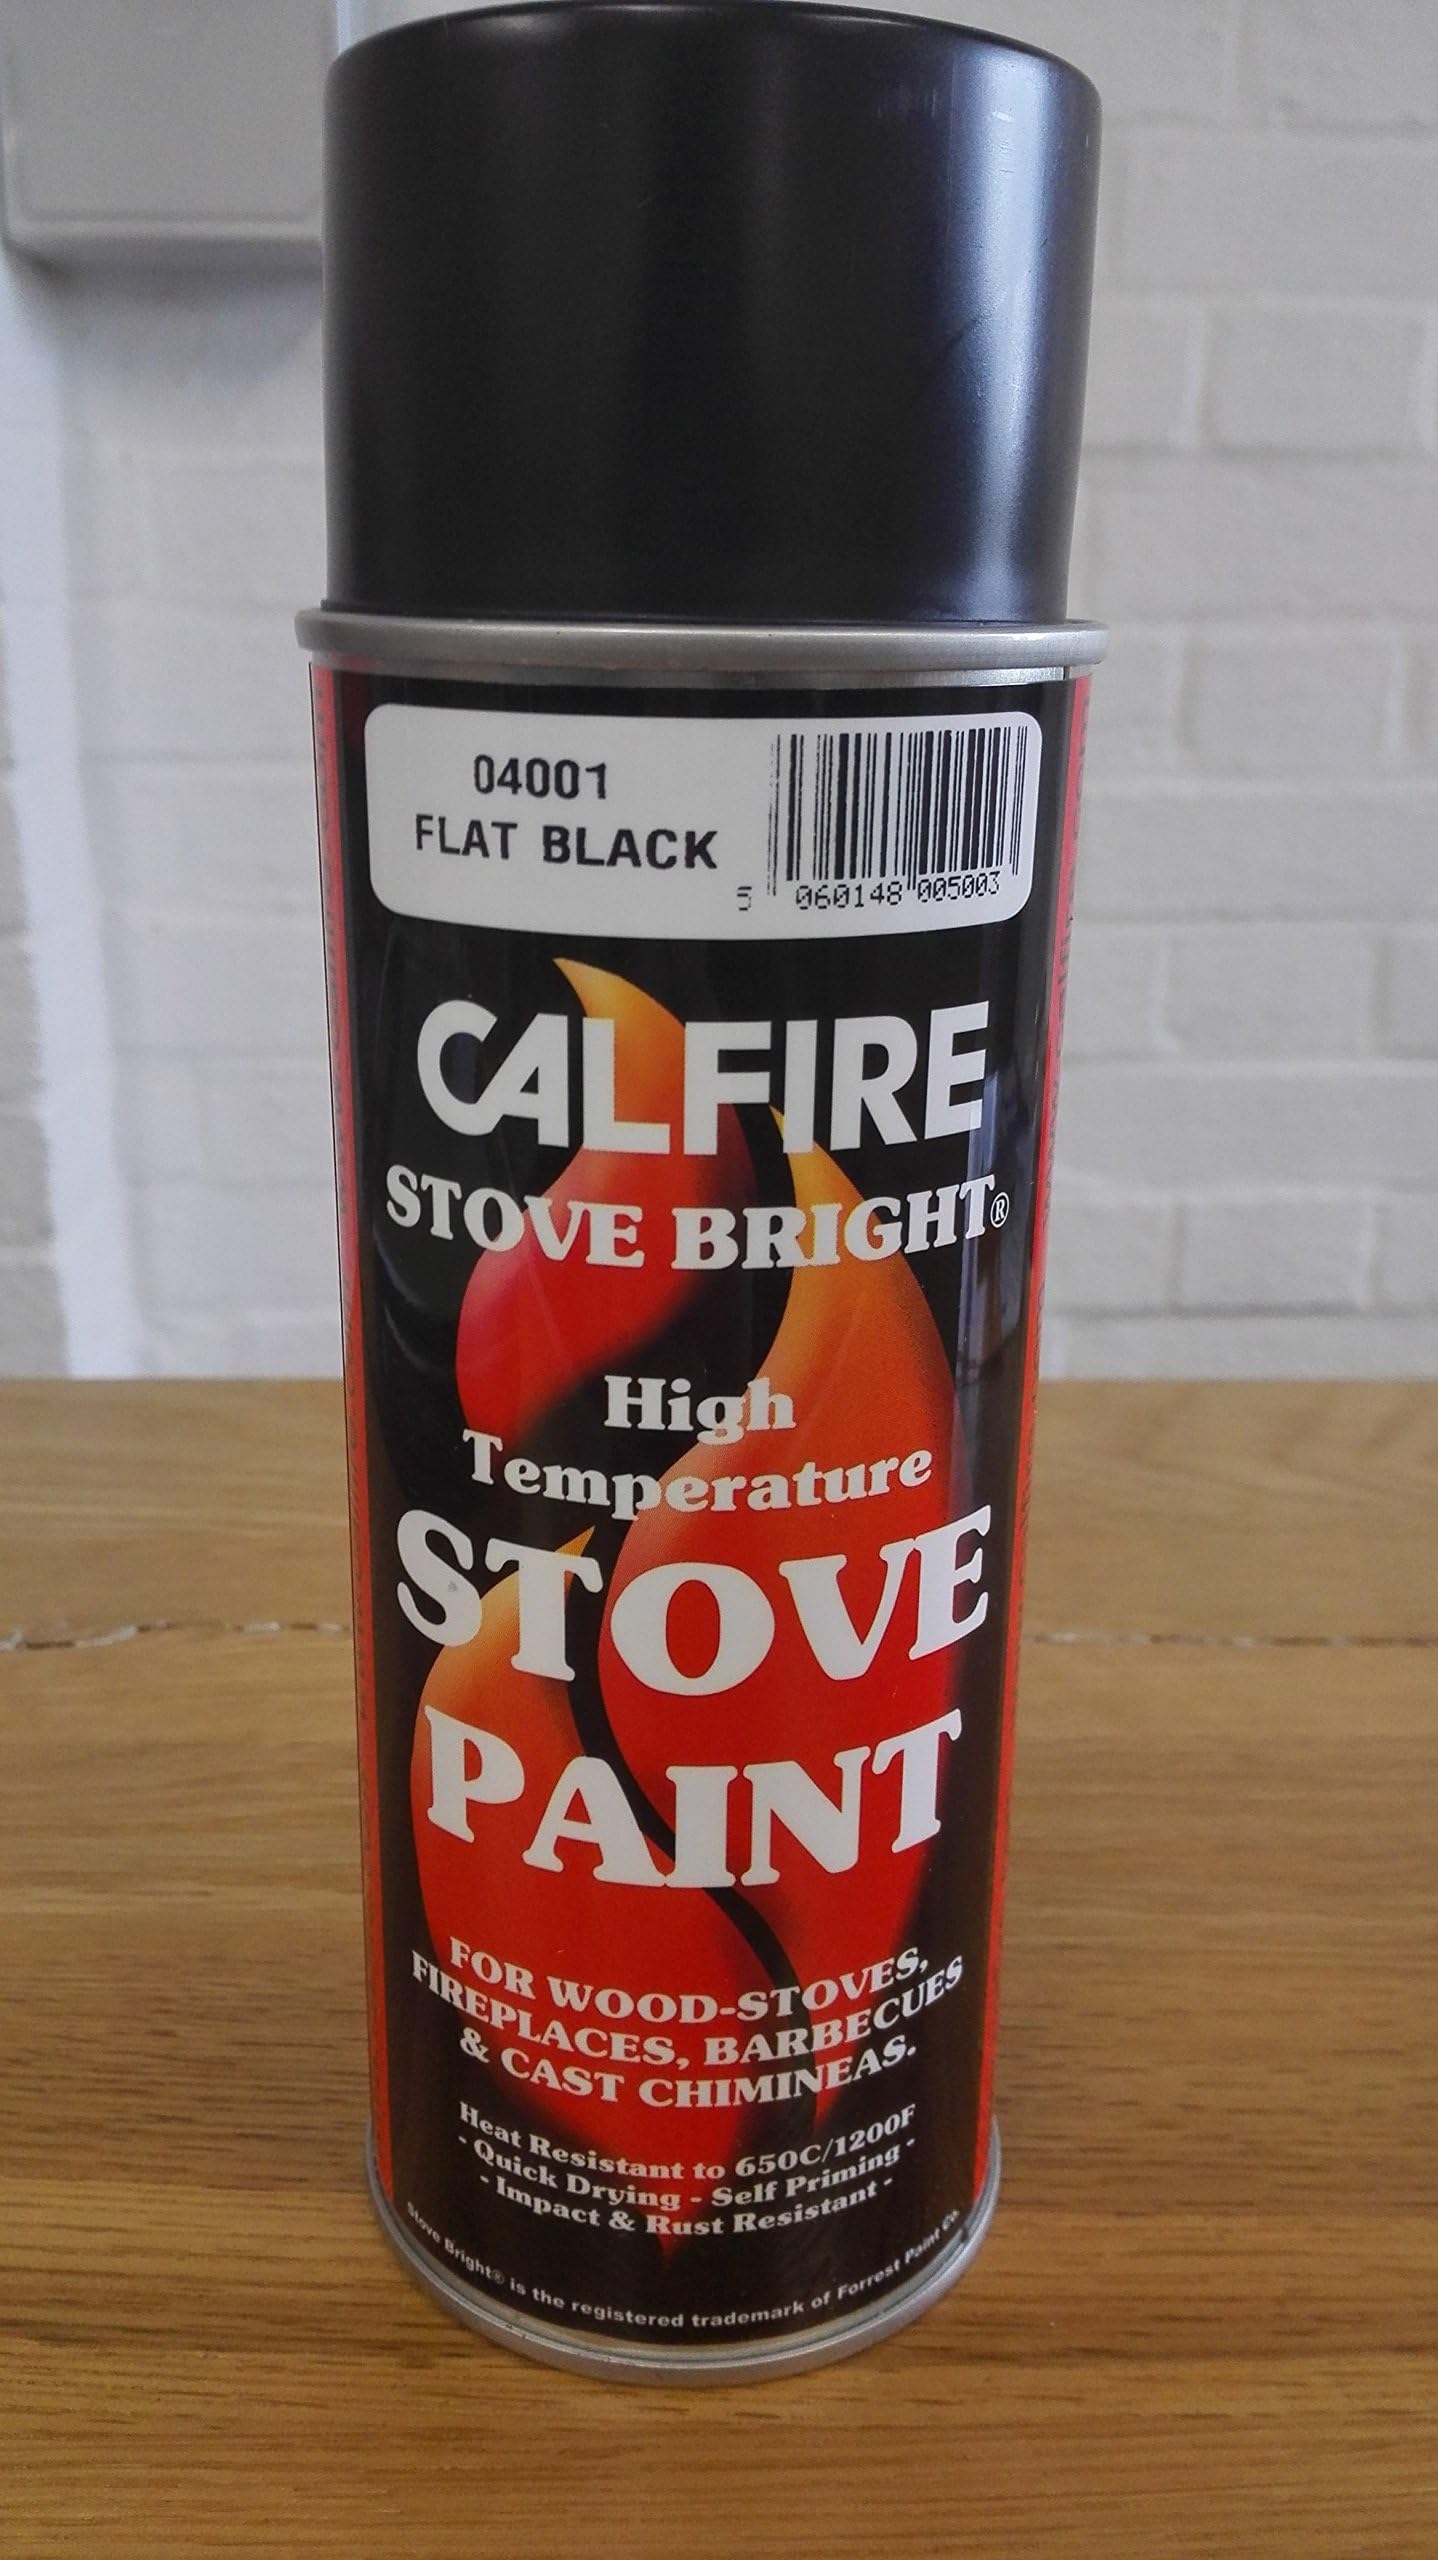 04001
FLAT BLACK
5 060148 005003
CALFIRE
STOVE BRIGHT®
High
Temperature
STOVE
PAINT
FOR WOOD-STOVES,
FIREPLACES, BARBECUES
& CAST CHIMINEAS.
Heat Resistant to 650C/1200F
- Quick Drying - Self Priming -
- Impact & Rust Resistant -
Stove Bright® is the registered trademark of Forrest Paint Co.